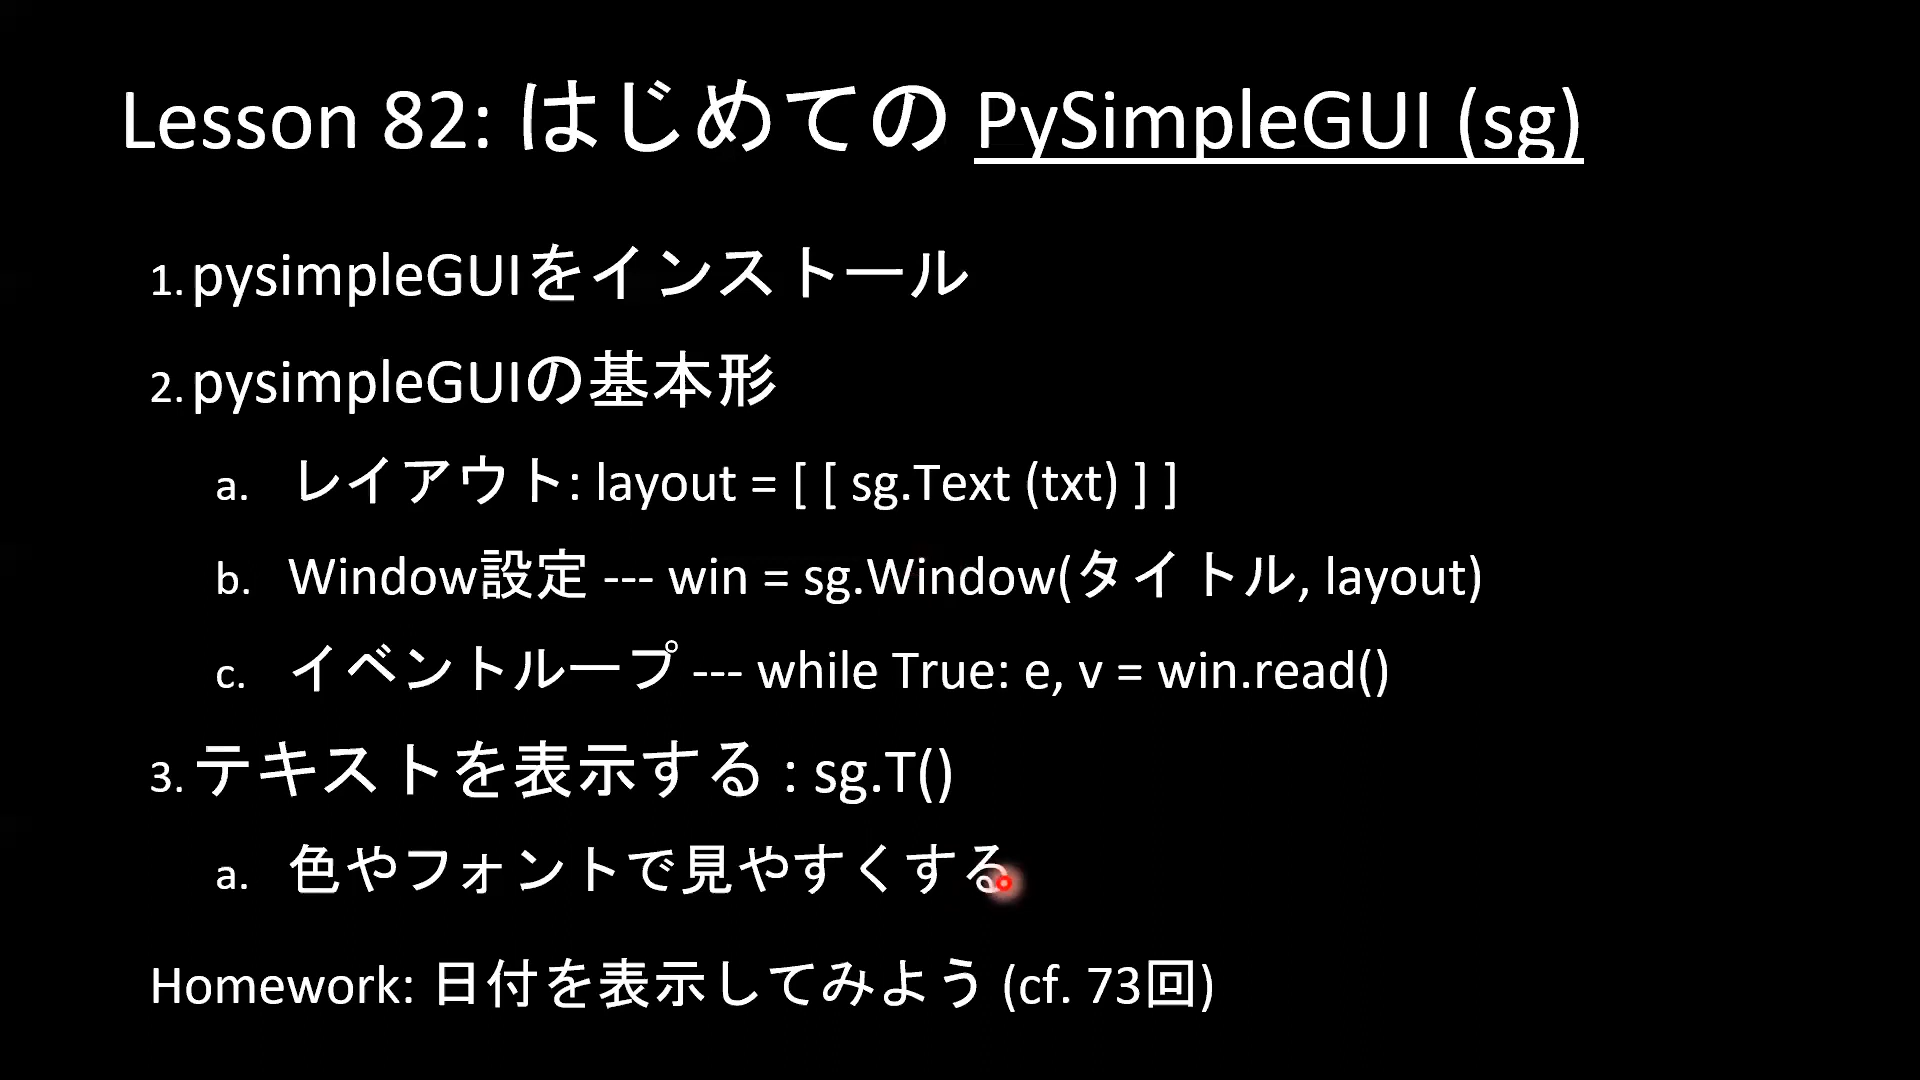 Lesson 82: はじめての PySimpleGUI (sg)
1. pysimpleGUIをインストール
2. pysimpleGUIの基本形
a. レイアウト: layout = [ [ sg.Text (txt) ] ]
b. Window設定 --- win = sg.Window(タイトル, layout)
c. イベントループ --- while True: e, v = win.read()
3. テキストを表示する : sg.T()
a. 色やフォントで見やすくする
Homework: 日付を表示してみよう (cf. 73回)